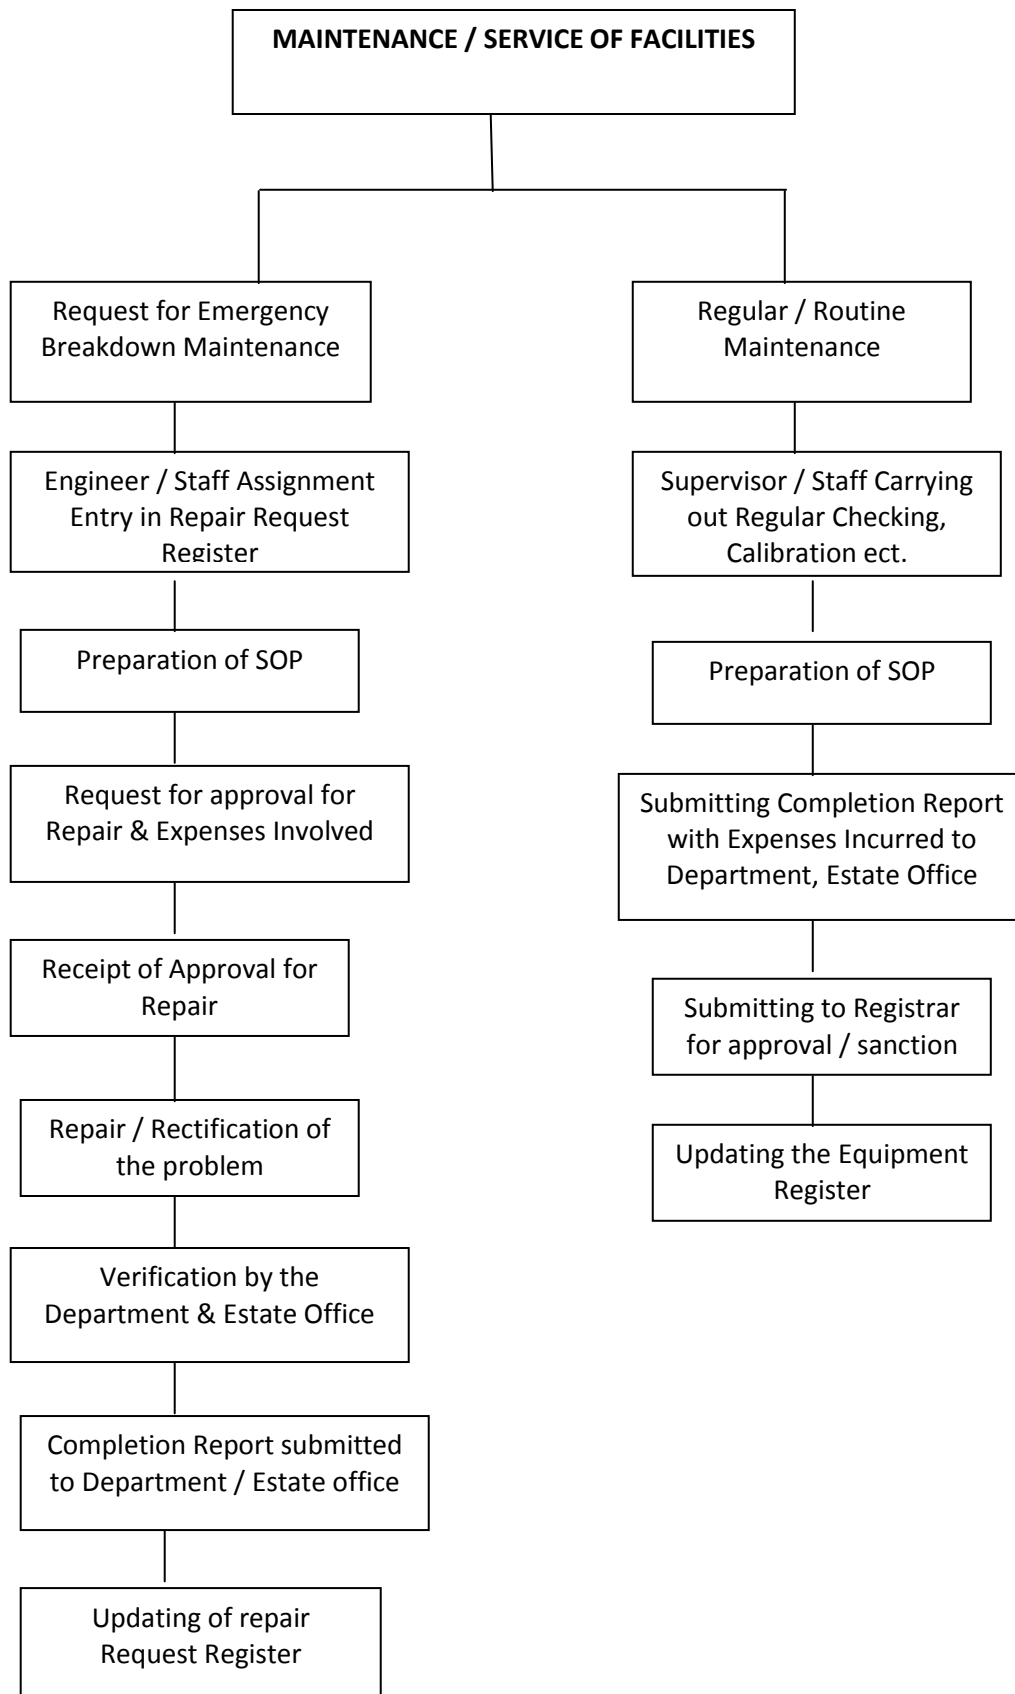 MAINTENANCE / SERVICE OF FACILITIES
Request for Emergency
Breakdown Maintenance
Engineer / Staff Assignment
Entry in Repair Request
Register
Preparation of SOP
Request for approval for
Repair & Expenses Involved
Receipt of Approval for
Repair
Repair / Rectification of
the problem
Verification by the
Department & Estate Office
Completion Report submitted
to Department / Estate office
Updating of repair
Request Register
Regular / Routine
Maintenance
Supervisor / Staff Carrying
out Regular Checking,
Calibration ect.
Preparation of SOP
Submitting Completion Report
with Expenses Incurred to
Department, Estate Office
Submitting to Registrar
for approval / sanction
Updating the Equipment
Register